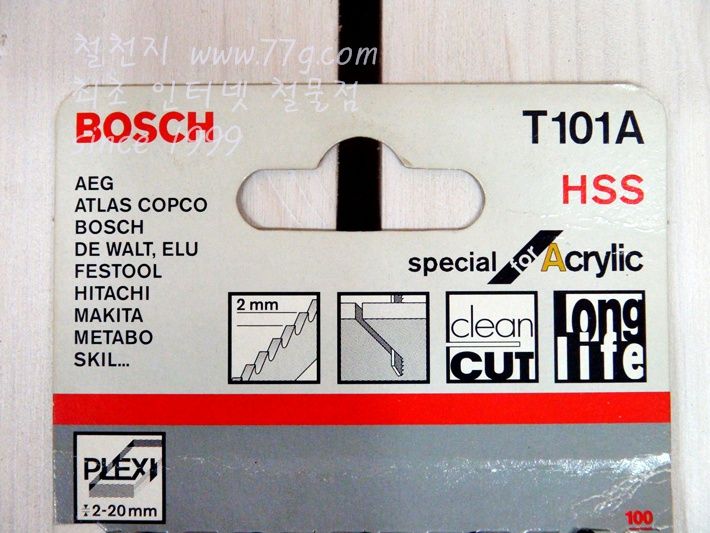 철천지 www.77g.com
최초 인터넷 철물점
since 1999
BOSCH
T101A
HSS
AEG
ATLAS COPCO
BOSCH
DE WALT, ELU
FESTOOL
HITACHI
MAKITA
METABO
SKIL...
special for Acrylic
2 mm
clean
CUT
long
life
PLEXI
2-20 mm
100